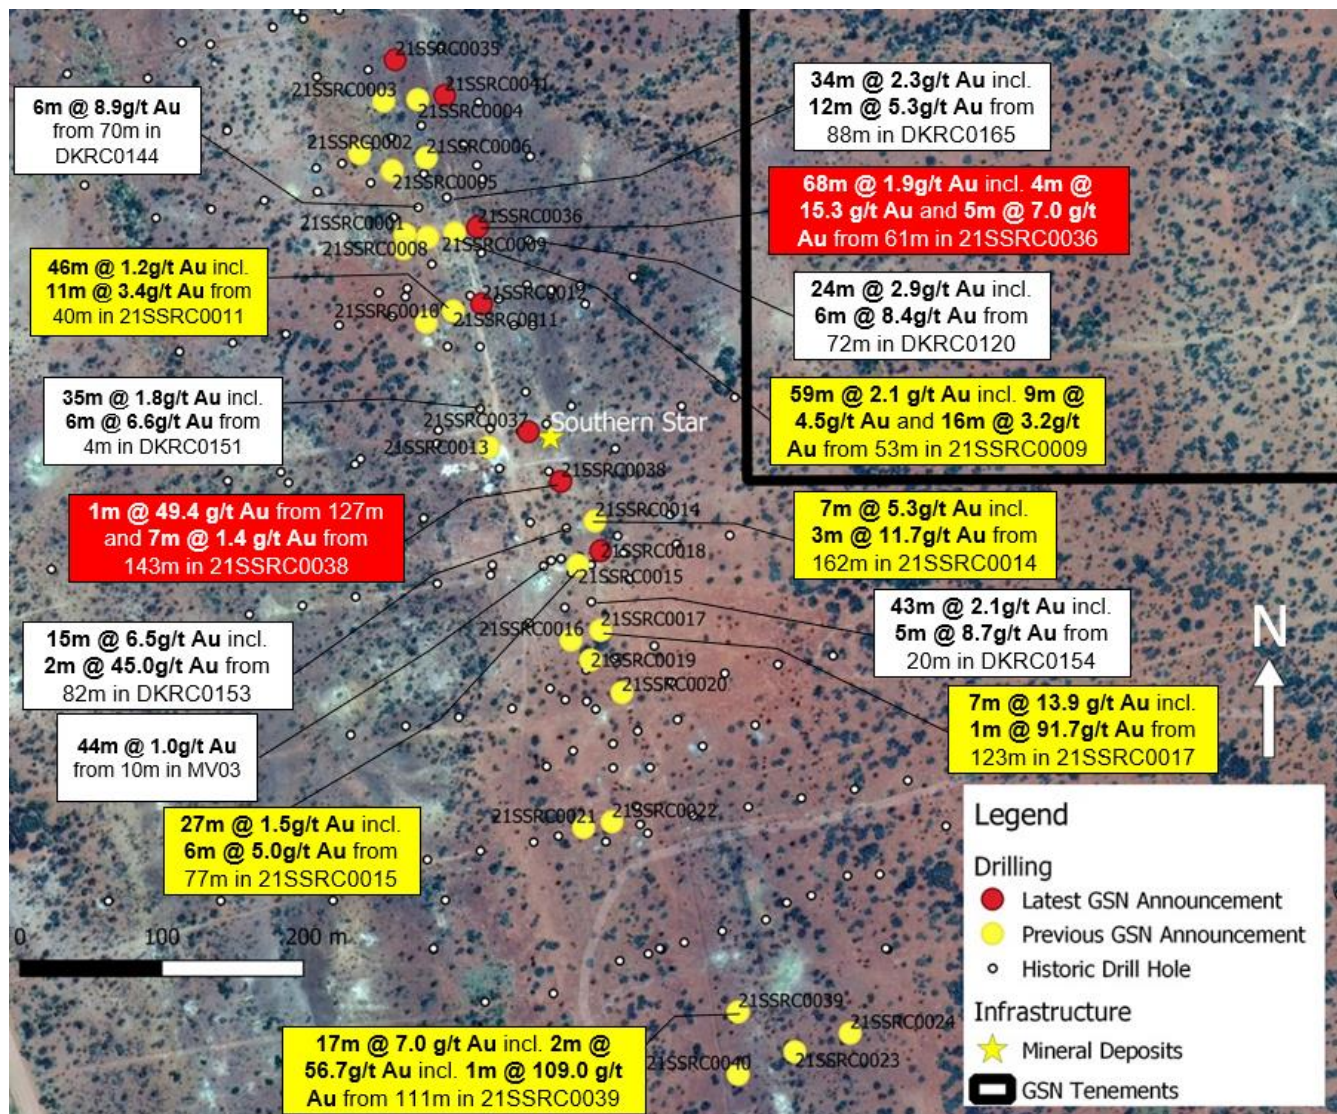 21SSRC0035
21SSRC0003
21SSRC0041
21SSRC0004
6m @ 8.9g/t Au
from 70m in
DKRC0144
34m @ 2.3g/t Au incl.
12m @ 5.3g/t Au from
88m in DKRC0165
21SSRC0002
21SSRC0006
21SSRC0005
68m @ 1.9g/t Au incl. 4m @
15.3 g/t Au and 5m @ 7.0 g/t
Au from 61m in 21SSRC0036
21SSRC0001
21SSRC0036
21SSRC0008
21SSRC0009
46m @ 1.2g/t Au incl.
11m @ 3.4g/t Au from
40m in 21SSRC0011
24m @ 2.9g/t Au incl.
6m @ 8.4g/t Au from
72m in DKRC0120
21SSRC0012
21SSRC0010
21SSRC0011
35m @ 1.8g/t Au incl.
6m @ 6.6g/t Au from
4m in DKRC0151
59m @ 2.1 g/t Au incl. 9m @
4.5g/t Au and 16m @ 3.2g/t
Au from 53m in 21SSRC0009
21SSRC0037
Southern Star
21SSRC0013
21SSRC0038
1m @ 49.4 g/t Au from 127m
and 7m @ 1.4 g/t Au from
143m in 21SSRC0038
7m @ 5.3g/t Au incl.
3m @ 11.7g/t Au from
162m in 21SSRC0014
21SSRC0014
21SSRC0018
21SSRC0015
43m @ 2.1g/t Au incl.
5m @ 8.7g/t Au from
20m in DKRC0154
15m @ 6.5g/t Au incl.
2m @ 45.0g/t Au from
82m in DKRC0153
21SSRC0017
21SSRC0016
21SSRC0019
21SSRC0020
N
7m @ 13.9 g/t Au incl.
1m @ 91.7g/t Au from
123m in 21SSRC0017
44m @ 1.0g/t Au
from 10m in MV03
27m @ 1.5g/t Au incl.
6m @ 5.0g/t Au from
77m in 21SSRC0015
21SSRC0022
21SSRC0021
0 100 200 m
17m @ 7.0 g/t Au incl. 2m @
56.7g/t Au incl. 1m @ 109.0 g/t
Au from 111m in 21SSRC0039
21SSRC0039
21SSRC0024
21SSRC0023
21SSRC0040
Legend
Drilling
Latest GSN Announcement
Previous GSN Announcement
Historic Drill Hole
Infrastructure
Mineral Deposits
GSN Tenements